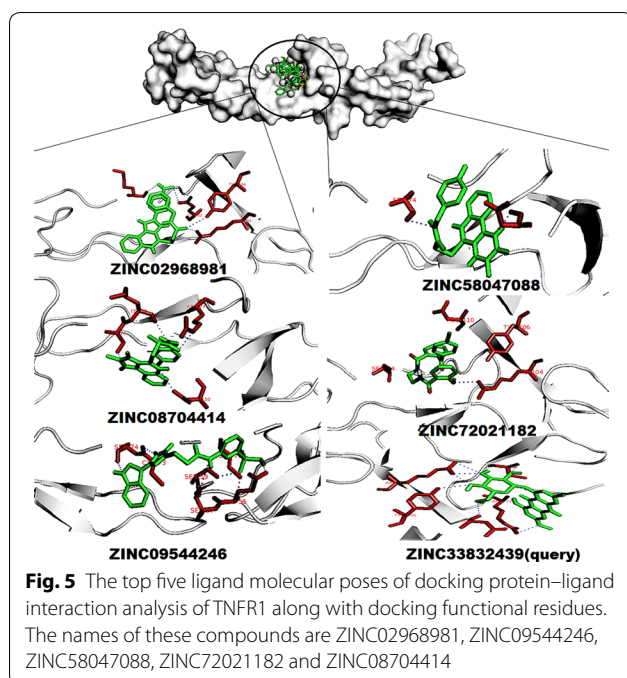 ZINC02968981
ZINC58047088
ZINC08704414
ZINC72021182
ZINC09544246
ZINC33832439(query)
Fig. 5 The top five ligand molecular poses of docking protein–ligand
interaction analysis of TNFR1 along with docking functional residues.
The names of these compounds are ZINC02968981, ZINC09544246,
ZINC58047088, ZINC72021182 and ZINC08704414